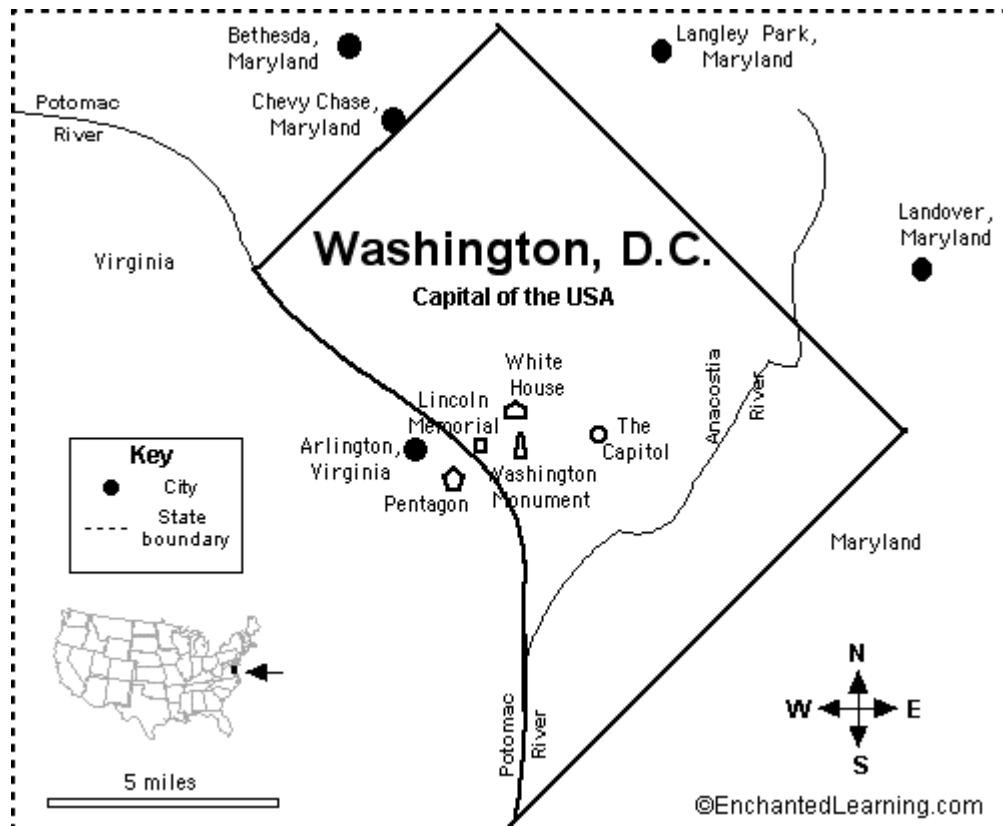 Bethesda,
Maryland
Langley Park,
Maryland
Chevy Chase,
Maryland
Potomac
River
Landover,
Maryland
Washington, D.C.
Capital of the USA
Virginia
White
House
Lincoln
Memorial
Anacostia
River
The
Capitol
Arlington,
Virginia
Washington
Monument
Pentagon
Key
City
State
boundary
Maryland
Potomac
River
N
W E
S
5 miles
©EnchantedLearning.com